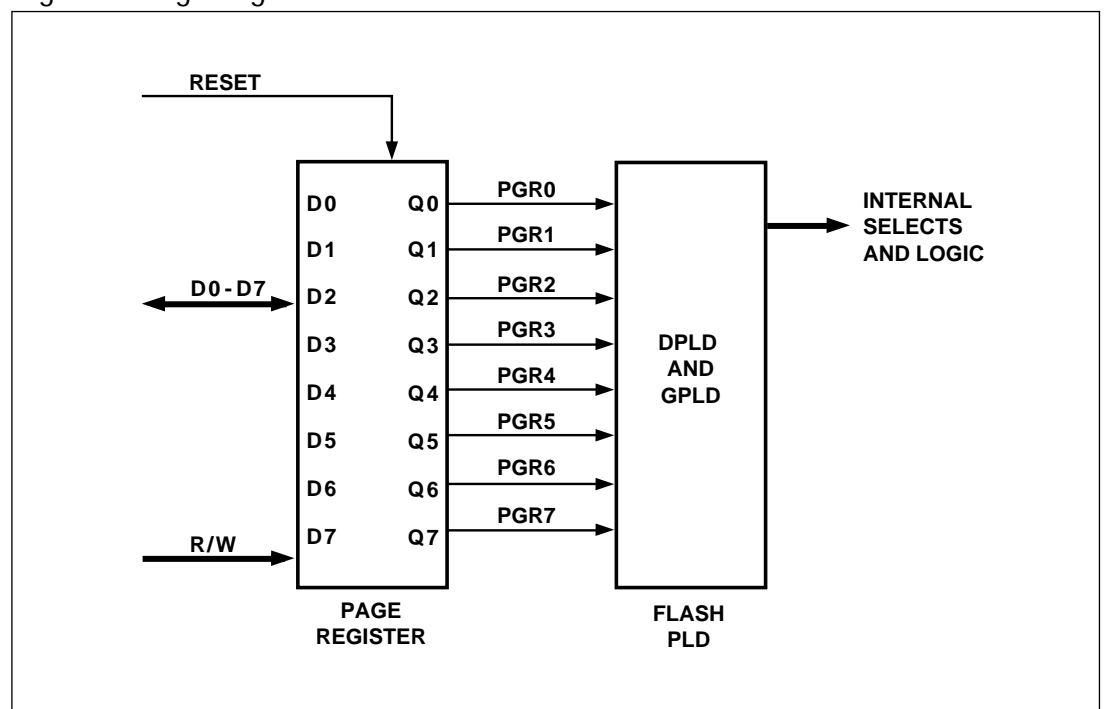 RESET
D0-D7
R/W
D0 Q0
D1 Q1
D2 Q2
D3 Q3
D4 Q4
D5 Q5
D6 Q6
D7 Q7
PAGE
REGISTER
PGR0
PGR1
PGR2
PGR3
PGR4
PGR5
PGR6
PGR7
DPLD
AND
GPLD
FLASH
PLD
INTERNAL
SELECTS
AND LOGIC